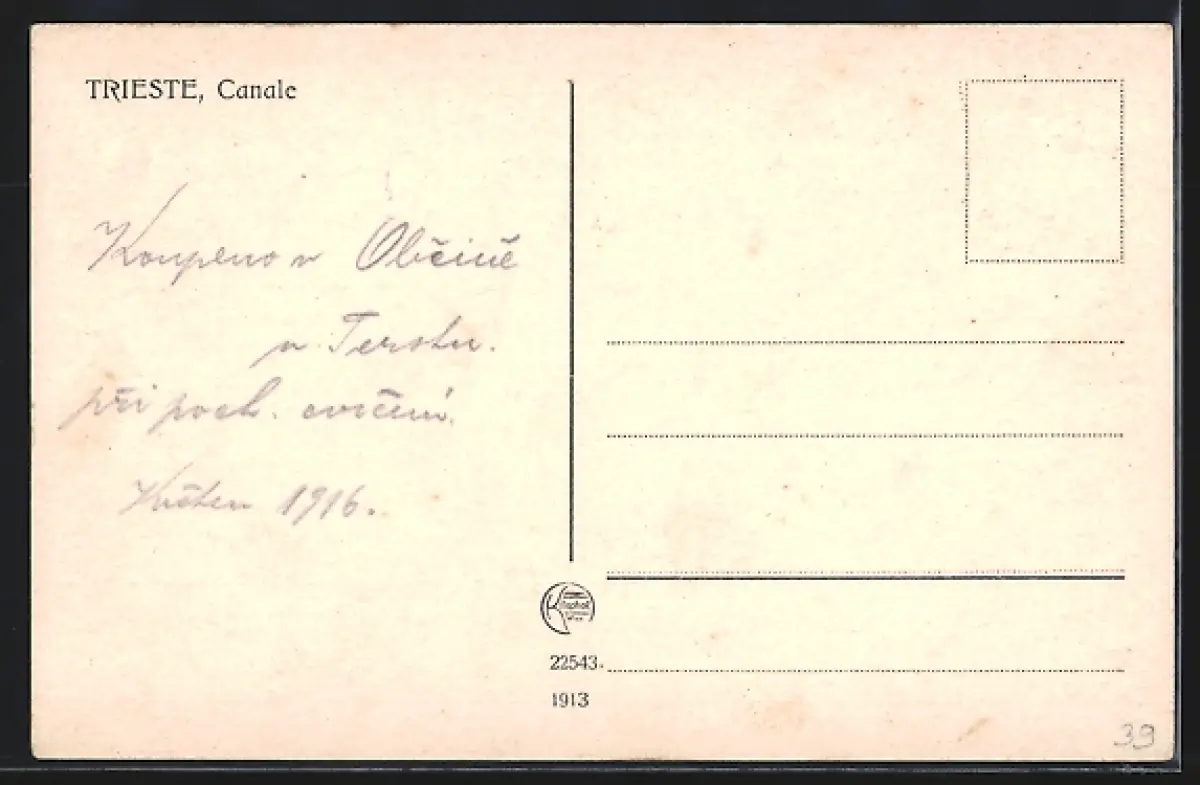 TRIESTE, Canale
Koupeno v Občině
v Terstu.
při poch. cvičení.
Květen 1916.
22543.
1913
39